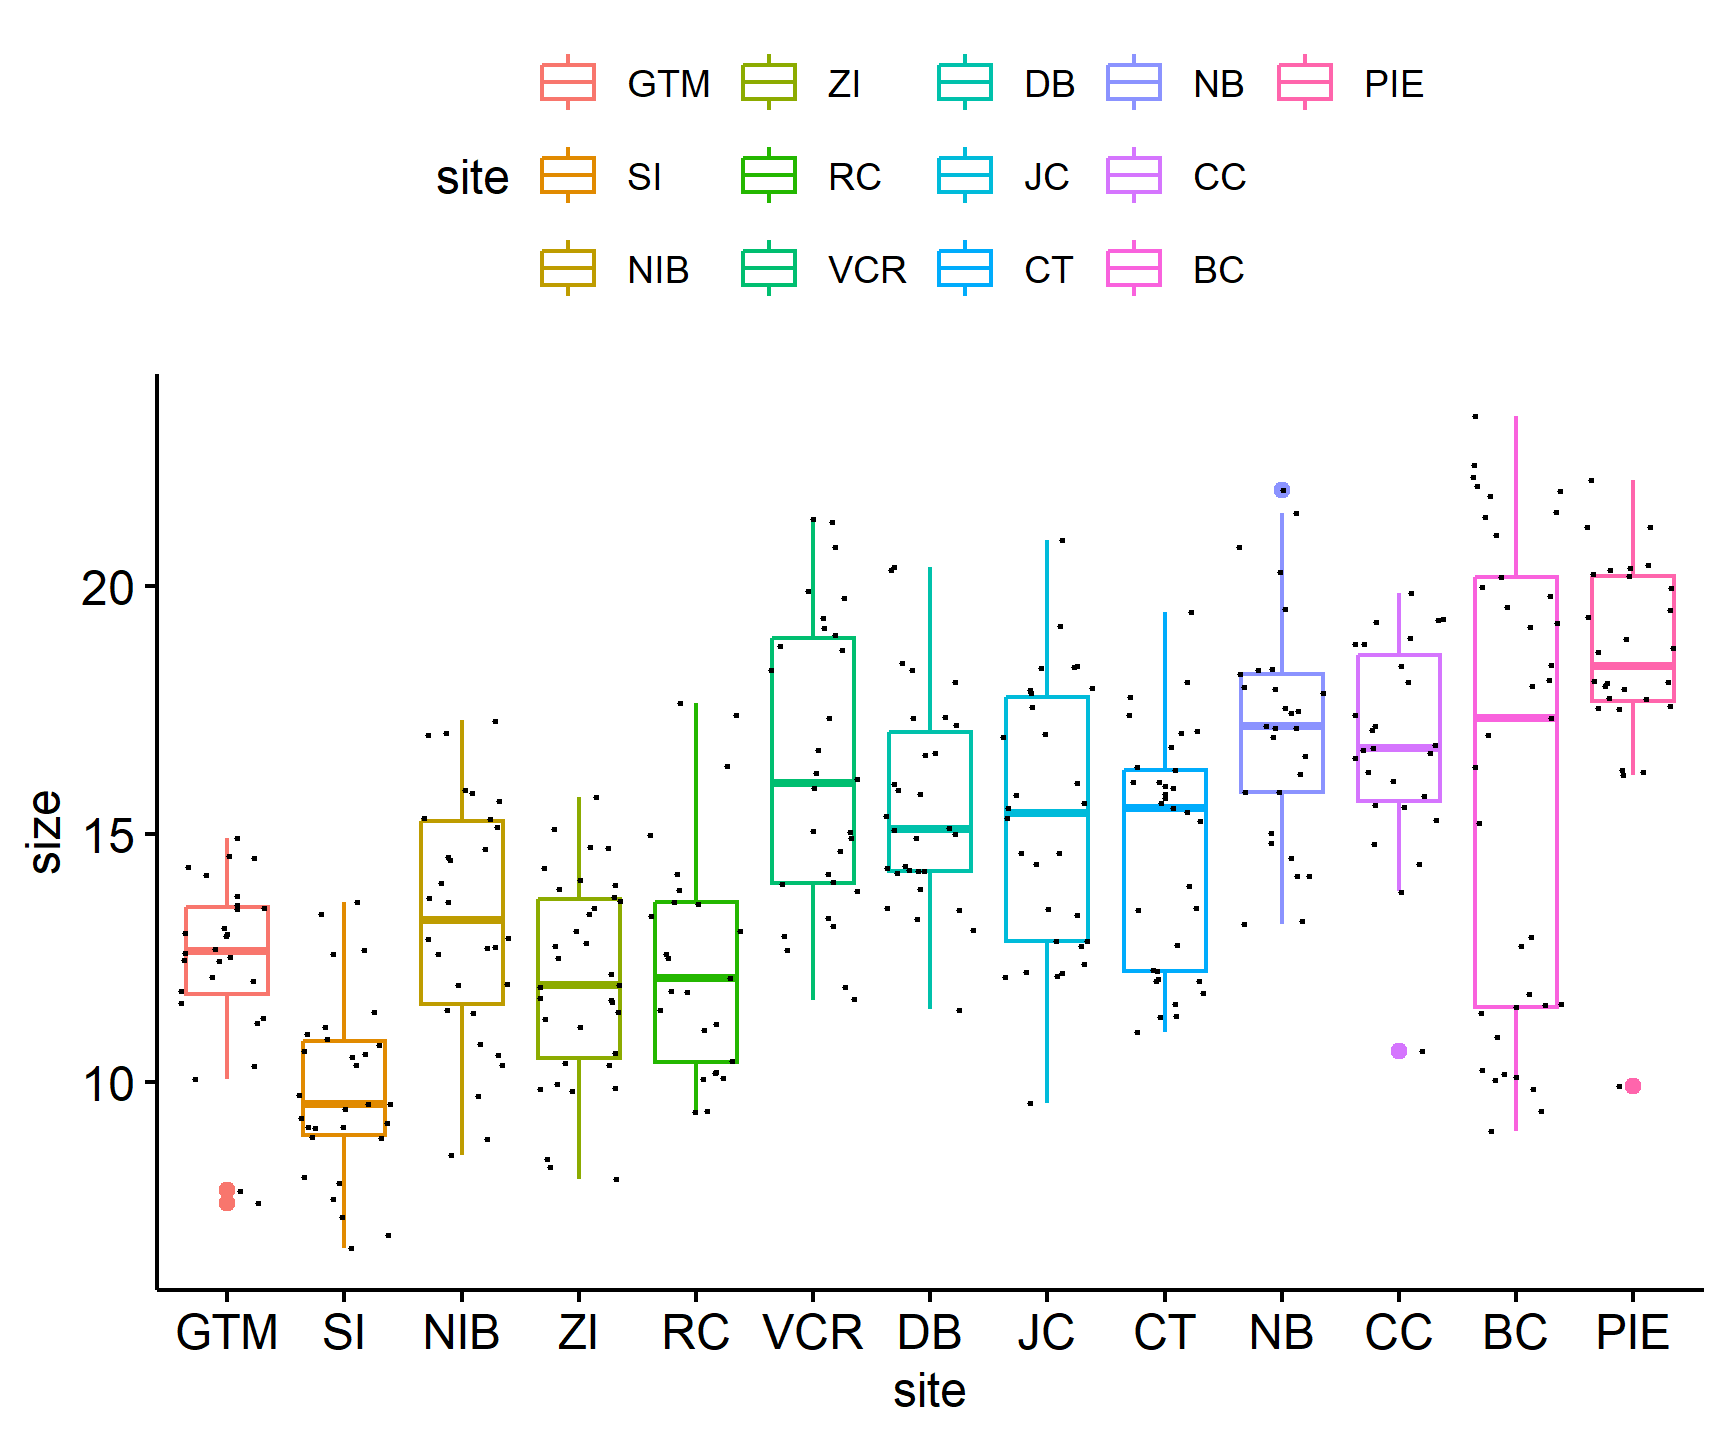 GTM ZI DB NB PIE
site SI RC JC CC
NIB VCR CT BC
size
20
15
10
GTM SI NIB ZI RC VCR DB JC CT NB CC BC PIE
site